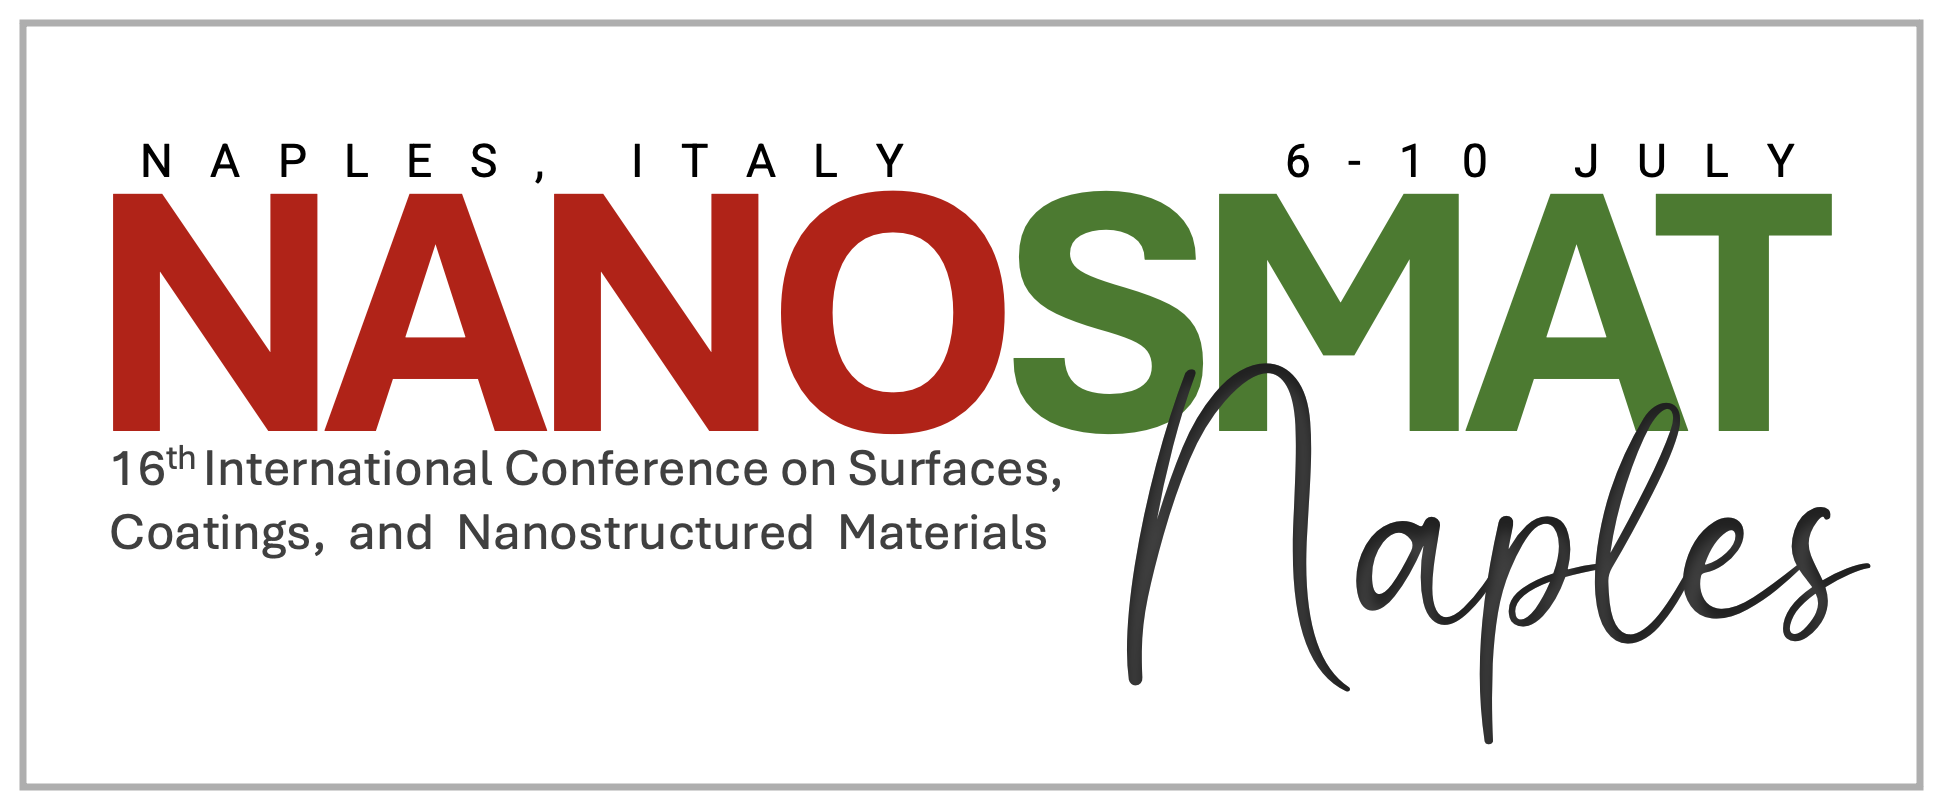 NAPLES, ITALY 6-10 JULY
NANOSMAT
Naples
16th International Conference on Surfaces,
Coatings, and Nanostructured Materials